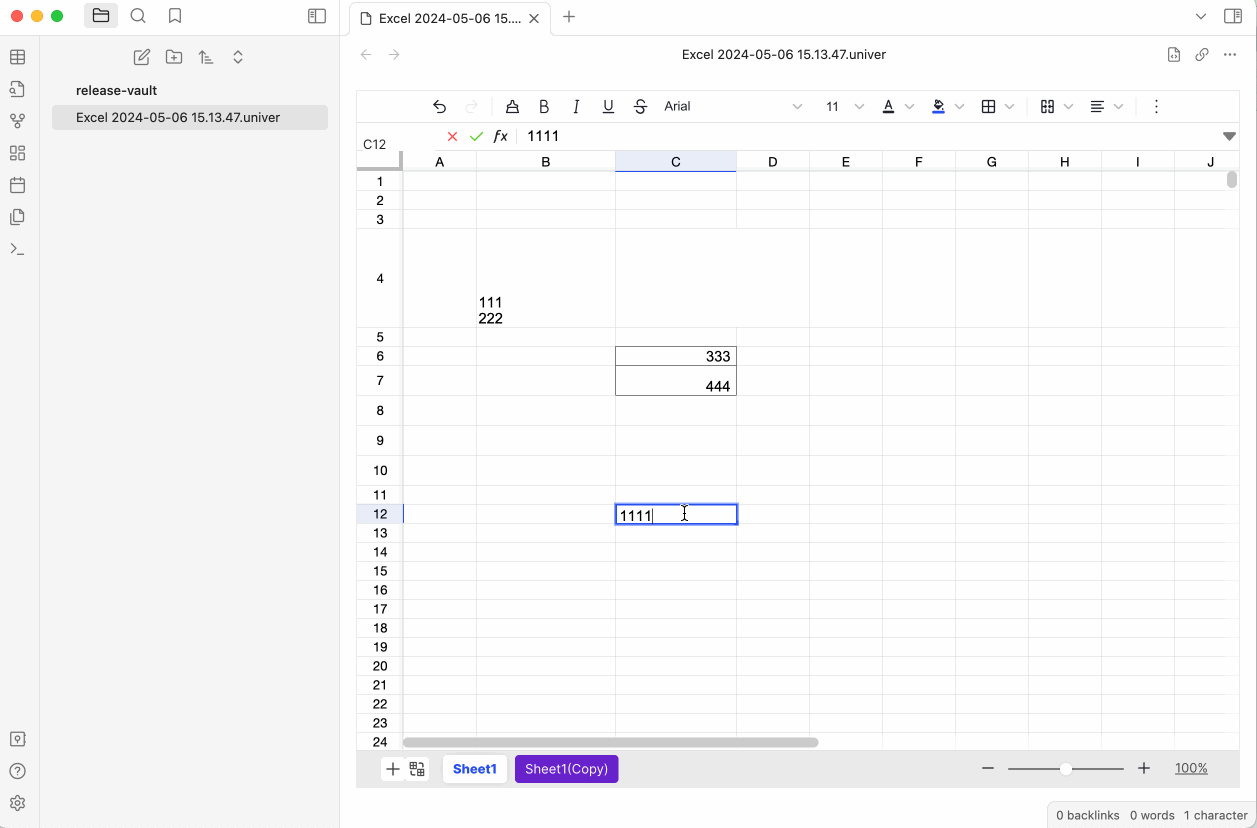 Excel 2024-05-06 15....
Excel 2024-05-06 15.13.47.univer
release-vault
Excel 2024-05-06 15.13.47.univer
Arial
11
C12
fx
1111
A B C D E F G H I J
1
2
3
4
111
222
5
6 333
7 444
8
9
10
11
12 1111
13
14
15
16
17
18
19
20
21
22
23
24
Sheet1 Sheet1(Copy) 100%
0 backlinks 0 words 1 character